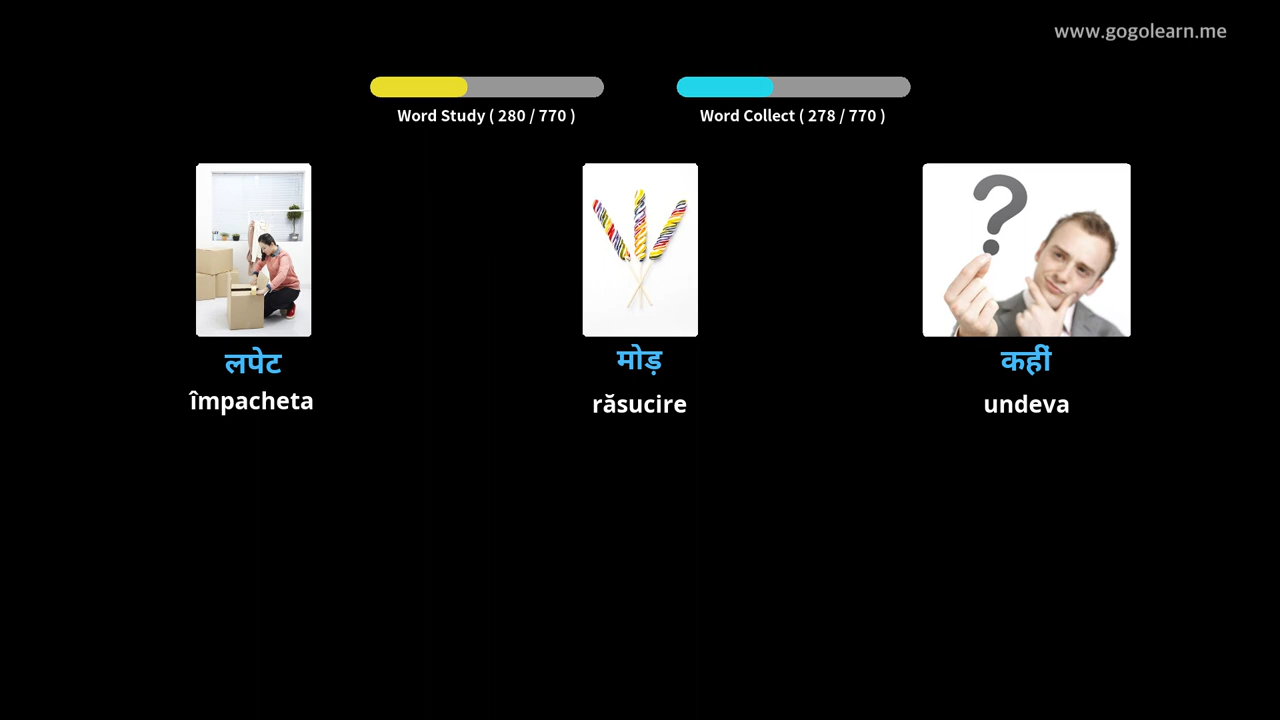 www.gogolearn.me
Word Study ( 280 / 770 )
Word Collect ( 278 / 770 )
लपेट
मोड़
कहीं
împacheta
răsucire
undeva